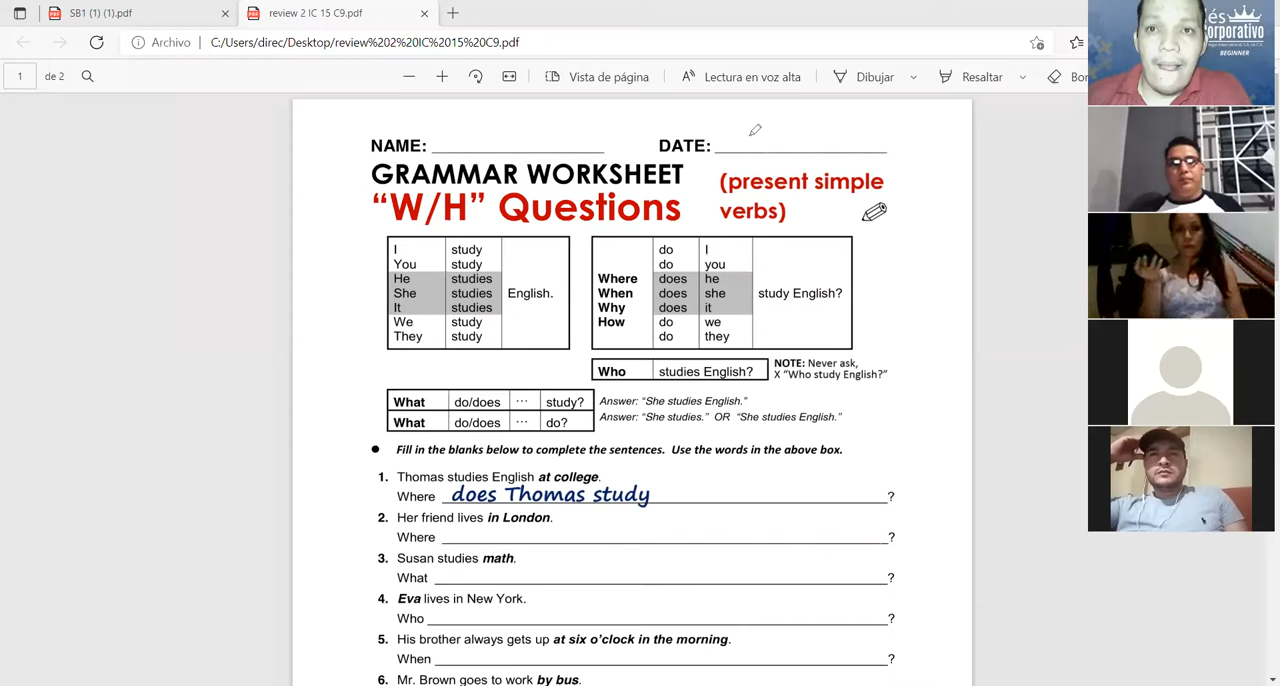 SB1 (1) (1).pdf
review 2 IC 15 C9.pdf
Archivo
C:/Users/direc/Desktop/review%202%20IC%2015%20C9.pdf
1
de 2
Vista de página
Lectura en voz alta
Dibujar
Resaltar
Bor
és
orporativo
BEGINNER
NAME:
DATE:
GRAMMAR WORKSHEET
"W/H" Questions
(present simple
verbs)
I study
You study
He studies
She studies English.
It studies
We study
They study
do I
do you
Where does he
When does she study English?
Why does it
How do we
do they
Who studies English?
NOTE: Never ask,
X "Who study English?"
What do/does ... study?
Answer: "She studies English."
What do/does ... do?
Answer: "She studies." OR "She studies English."
● Fill in the blanks below to complete the sentences. Use the words in the above box.
1. Thomas studies English at college.
Where does Thomas study ?
2. Her friend lives in London.
Where ?
3. Susan studies math.
What ?
4. Eva lives in New York.
Who ?
5. His brother always gets up at six o'clock in the morning.
When ?
6. Mr. Brown goes to work by bus.